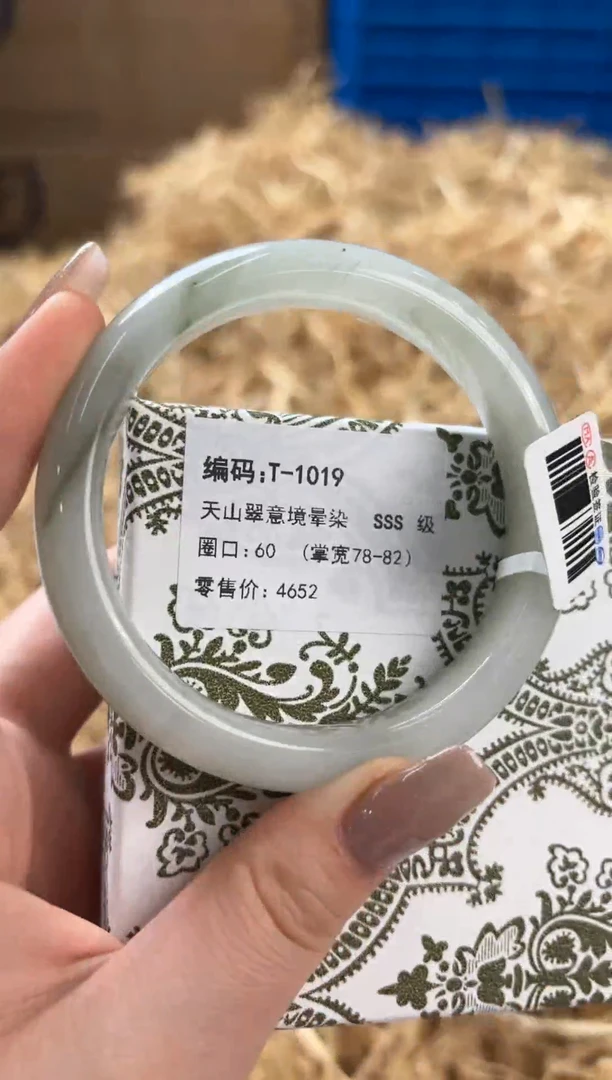 编码:T-1019
天山翠意境晕染 SSS 级
圈口:60 (掌宽78-82)
零售价: 4652